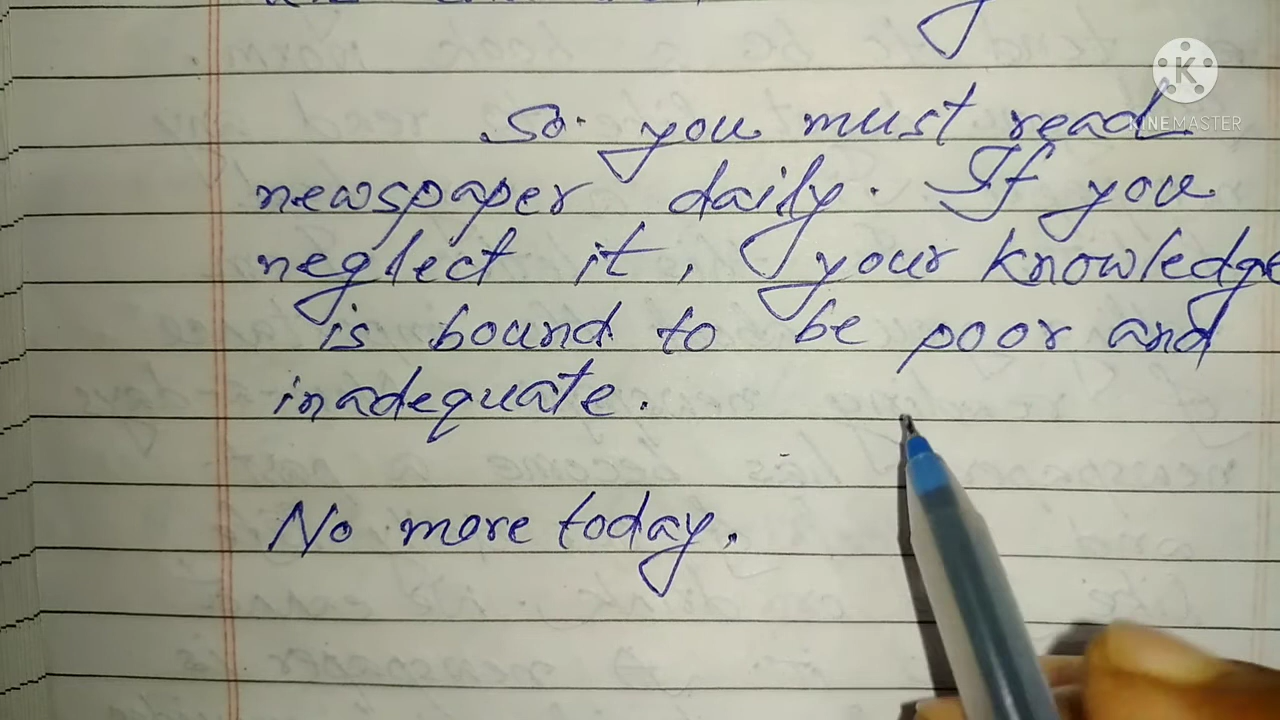 So. you must read
newspaper daily. If you
neglect it, your knowledge
is bound to be poor and
inadequate.
No more today.
K
KINEMASTER